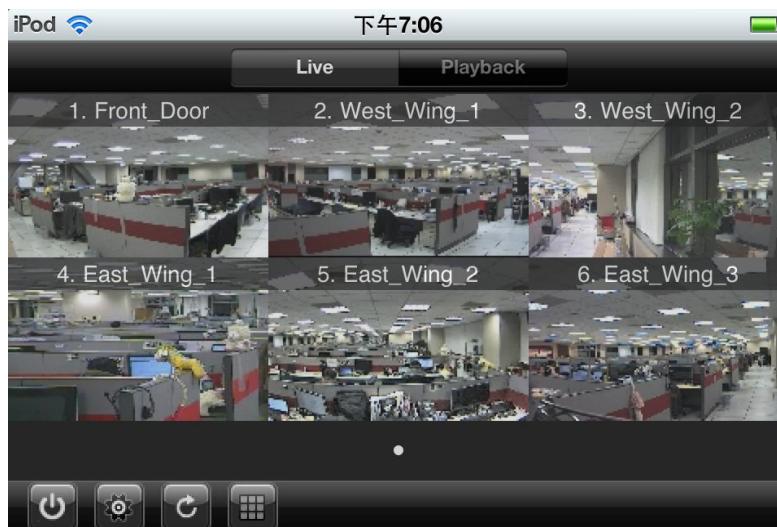 iPod 下午7:06
Live Playback
1. Front_Door 2. West_Wing_1 3. West_Wing_2
4. East_Wing_1 5. East_Wing_2 6. East_Wing_3